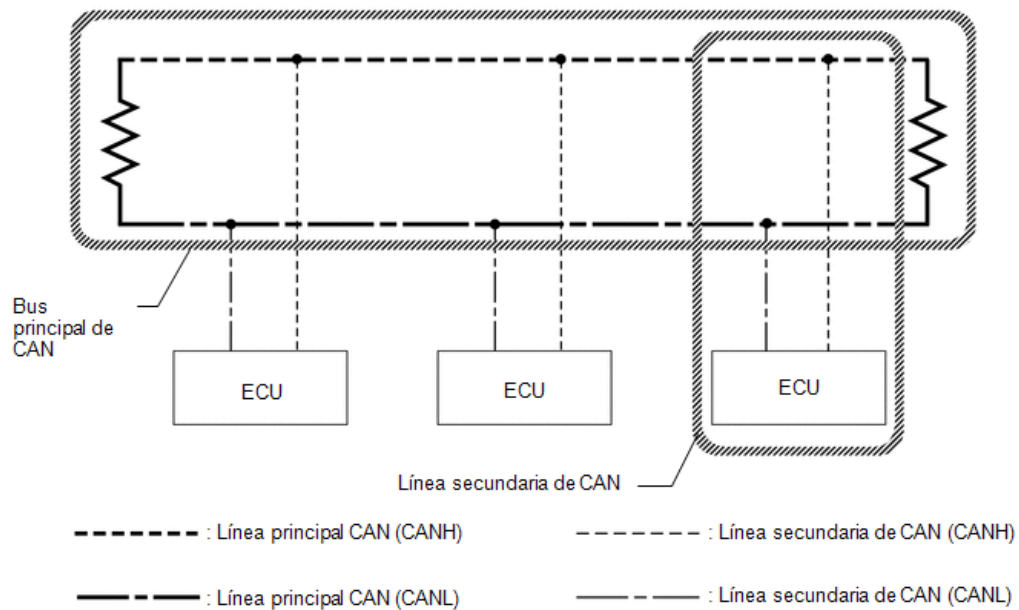 Bus
principal de
CAN
ECU
ECU
ECU
Línea secundaria de CAN
: Línea principal CAN (CANH)
: Línea secundaria de CAN (CANH)
: Línea principal CAN (CANL)
: Línea secundaria de CAN (CANL)